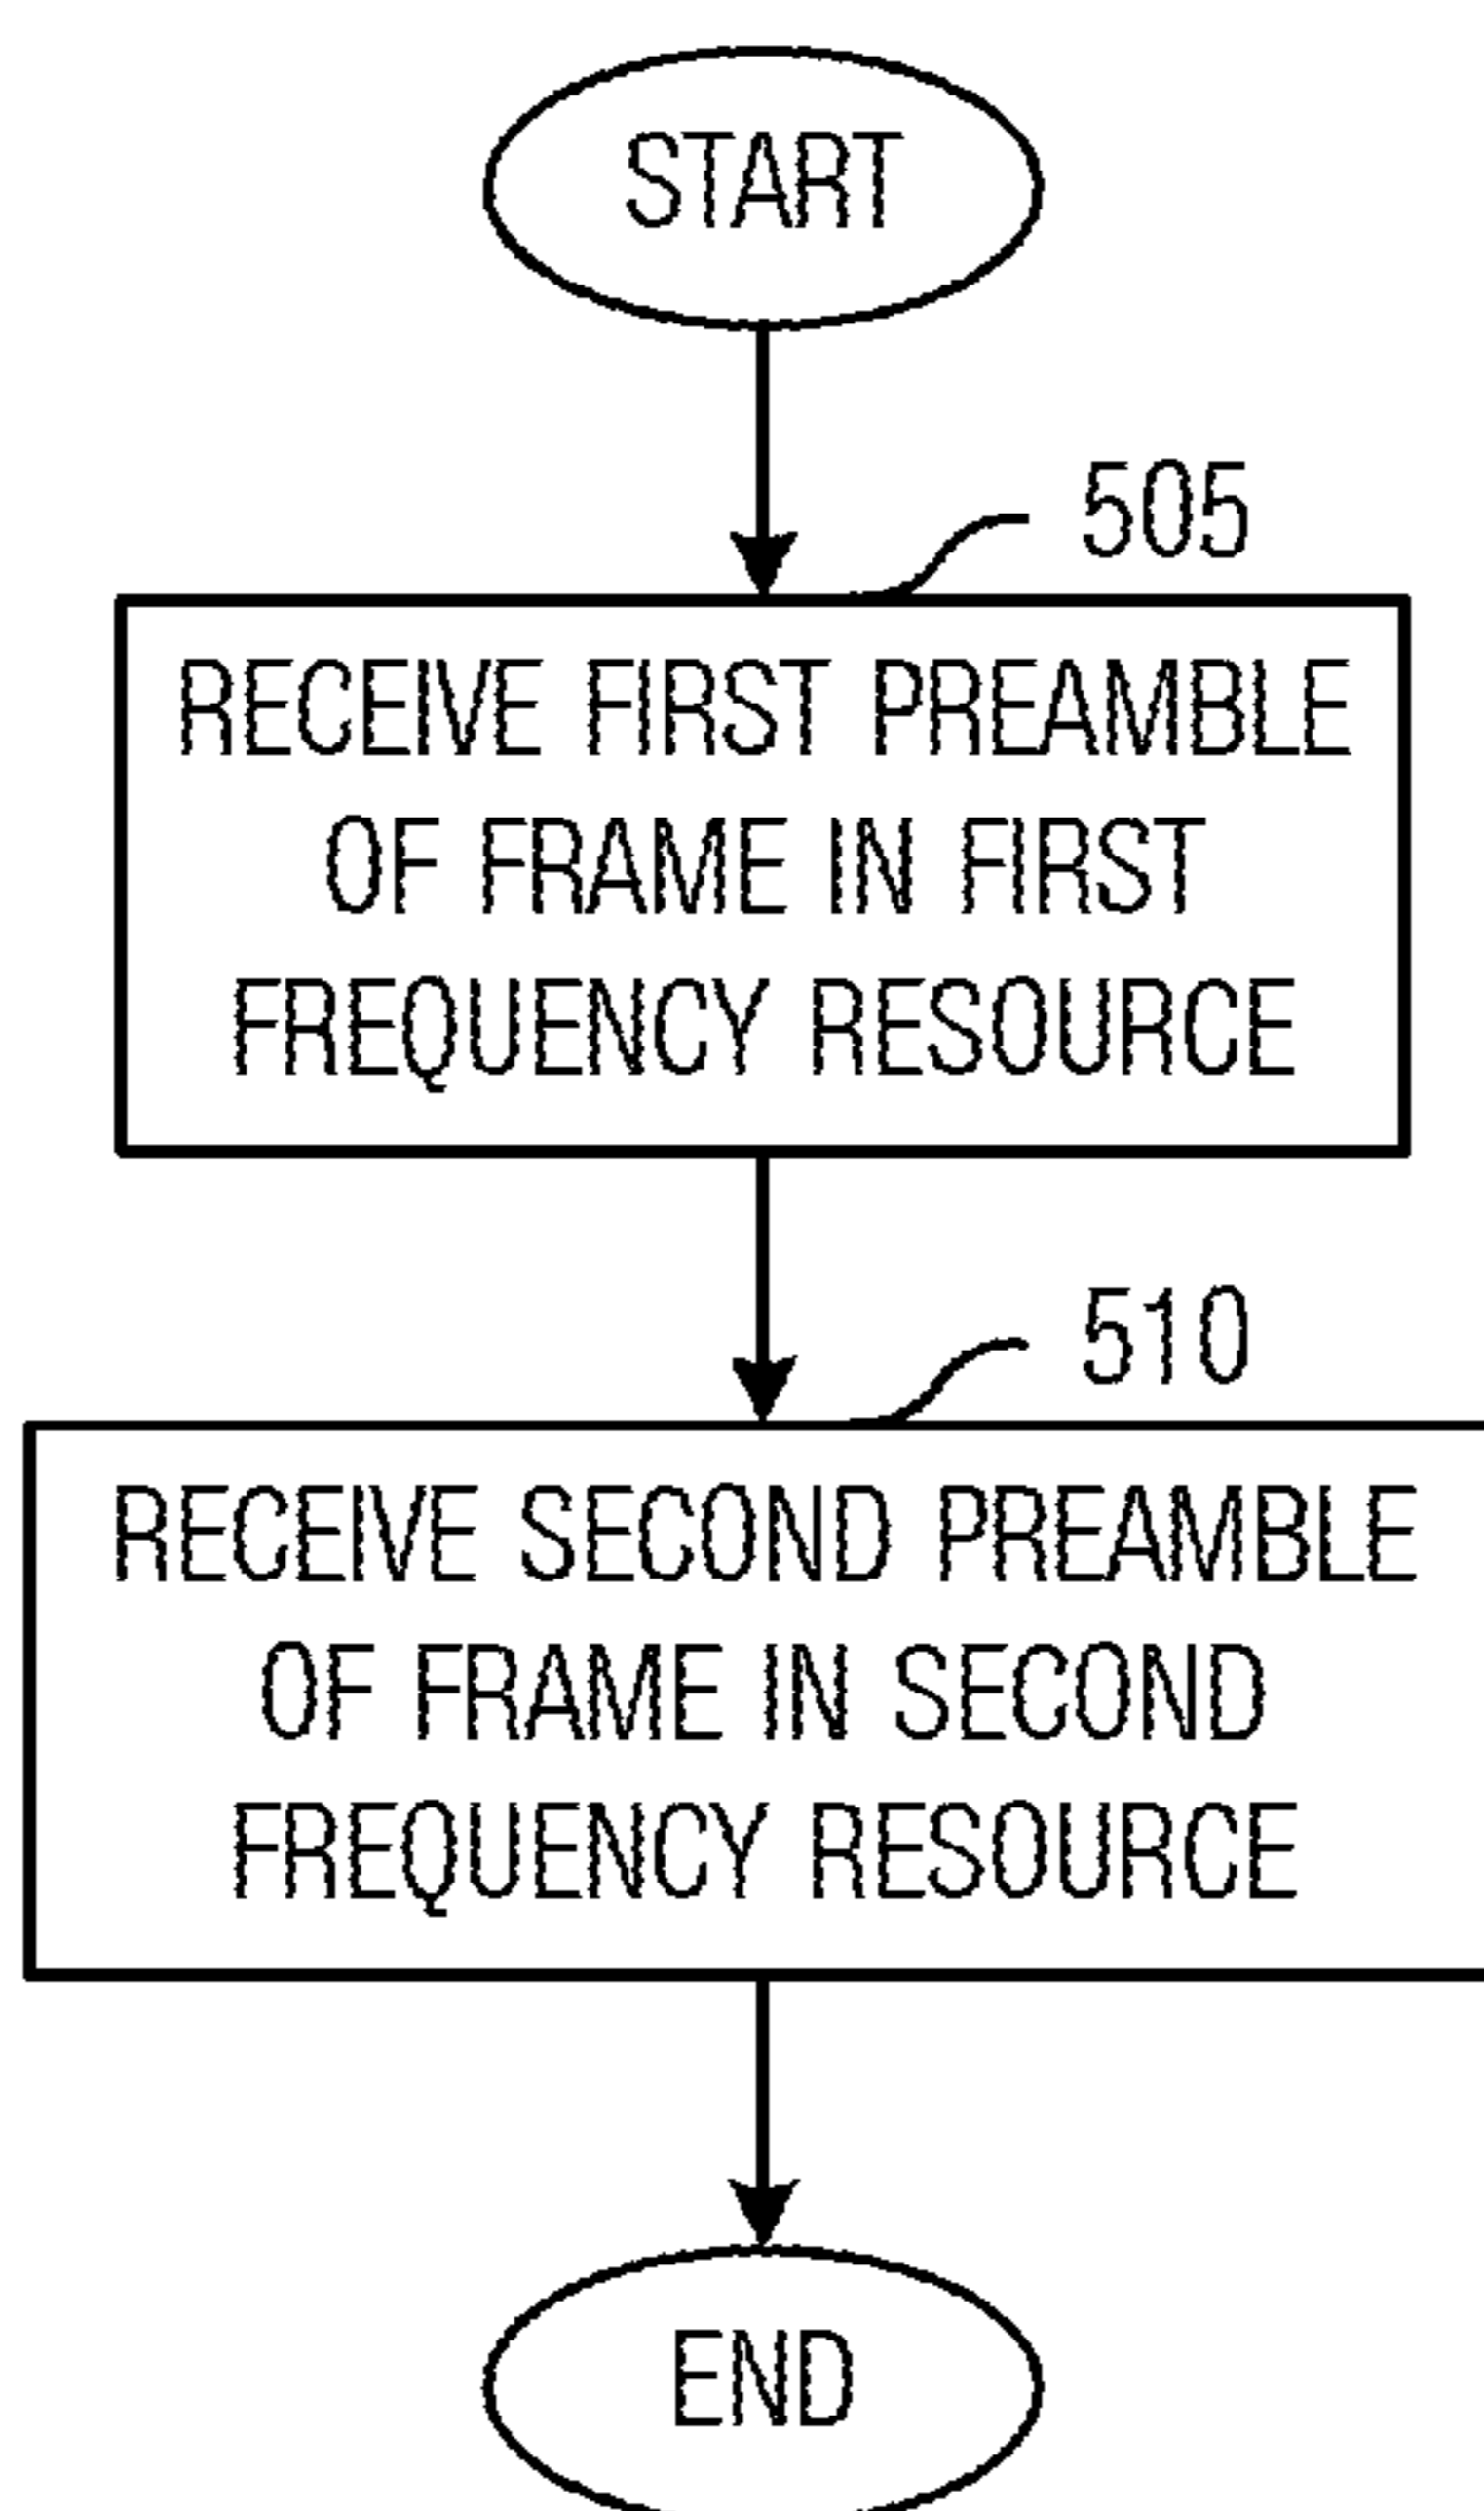 START
505
RECEIVE FIRST PREAMBLE
OF FRAME IN FIRST
FREQUENCY RESOURCE
510
RECEIVE SECOND PREAMBLE
OF FRAME IN SECOND
FREQUENCY RESOURCE
END